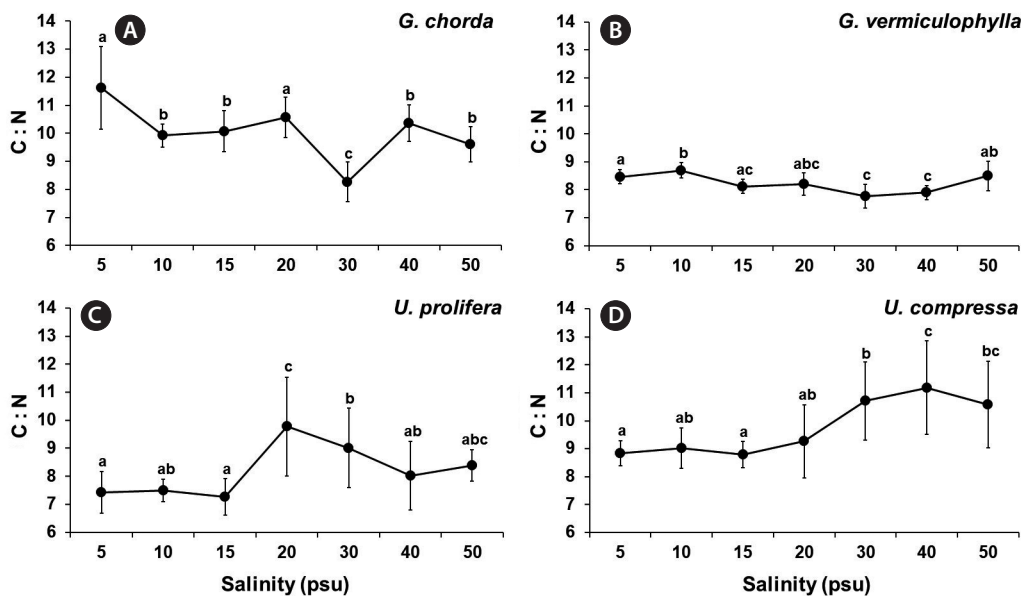 A
G. chorda
C : N
14
13
12
11
10
9
8
7
6
a
b
b
a
c
b
b
5
10
15
20
30
40
50
B
G. vermiculophylla
C : N
14
13
12
11
10
9
8
7
6
a
b
ac
abc
c
c
ab
5
10
15
20
30
40
50
C
U. prolifera
C : N
14
13
12
11
10
9
8
7
6
a
ab
a
c
b
ab
abc
5
10
15
20
30
40
50
Salinity (psu)
D
U. compressa
C : N
14
13
12
11
10
9
8
7
6
a
ab
a
ab
b
c
bc
5
10
15
20
30
40
50
Salinity (psu)